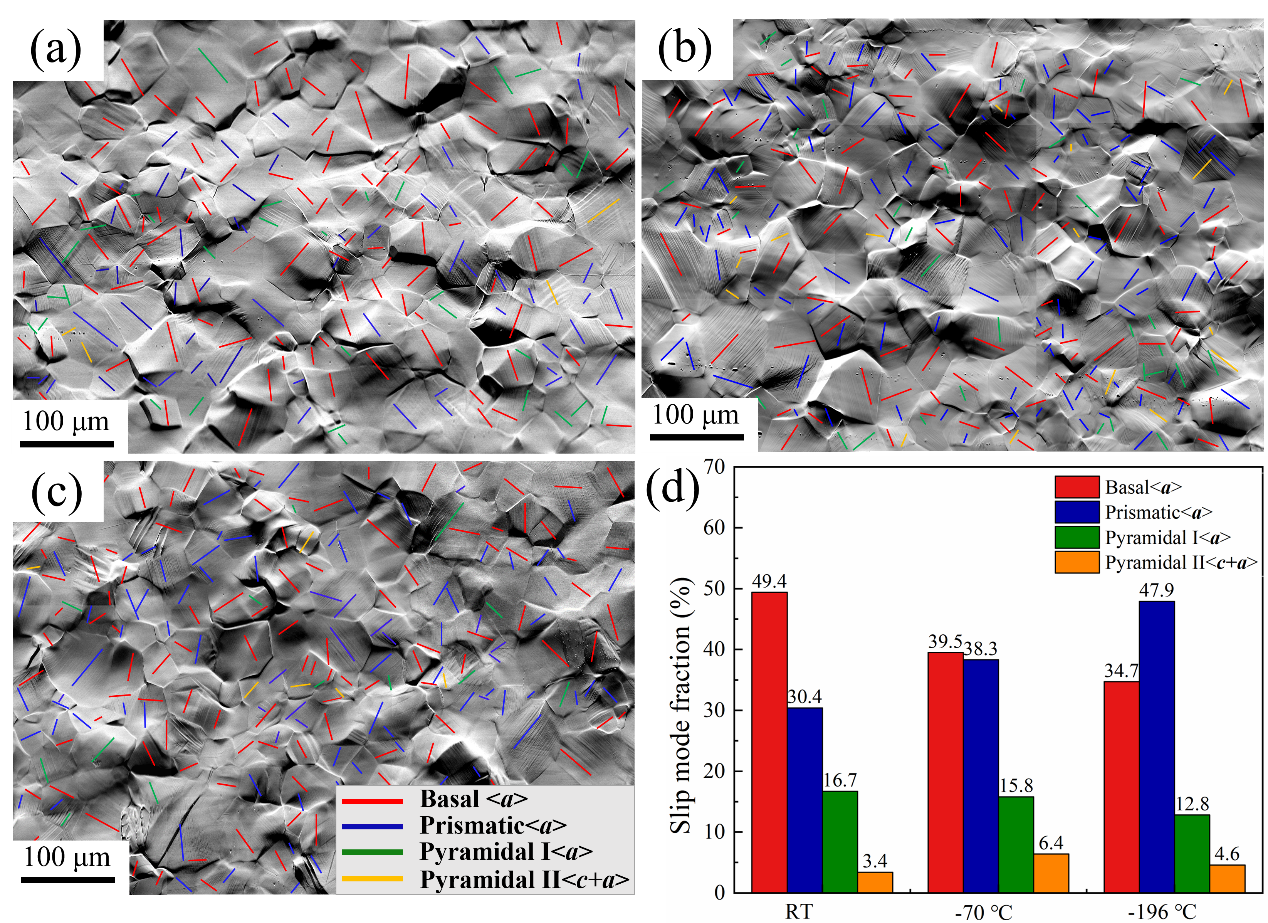 (a)
100 μm
(b)
100 μm
(c)
100 μm
Basal <a>
Prismatic<a>
Pyramidal I<a>
Pyramidal II<c+a>
(d)
Slip mode fraction (%)
70
60
50
40
30
20
10
0
Basal<a>
Prismatic<a>
Pyramidal I<a>
Pyramidal II<c+a>
49.4
30.4
16.7
3.4
39.5
38.3
15.8
6.4
34.7
47.9
12.8
4.6
RT
-70 ℃
-196 ℃